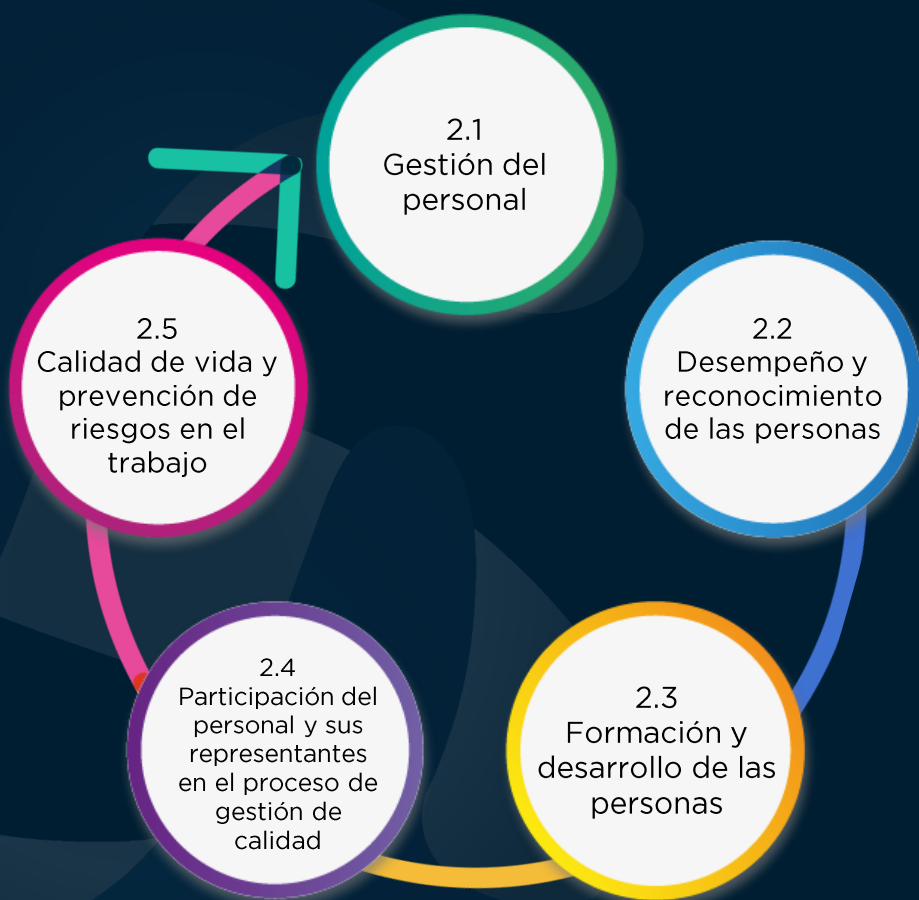 2.1
Gestión del
personal
2.2
Desempeño y
reconocimiento
de las personas
2.3
Formación y
desarrollo de las
personas
2.4
Participación del
personal y sus
representantes
en el proceso de
gestión de
calidad
2.5
Calidad de vida y
prevención de
riesgos en el
trabajo